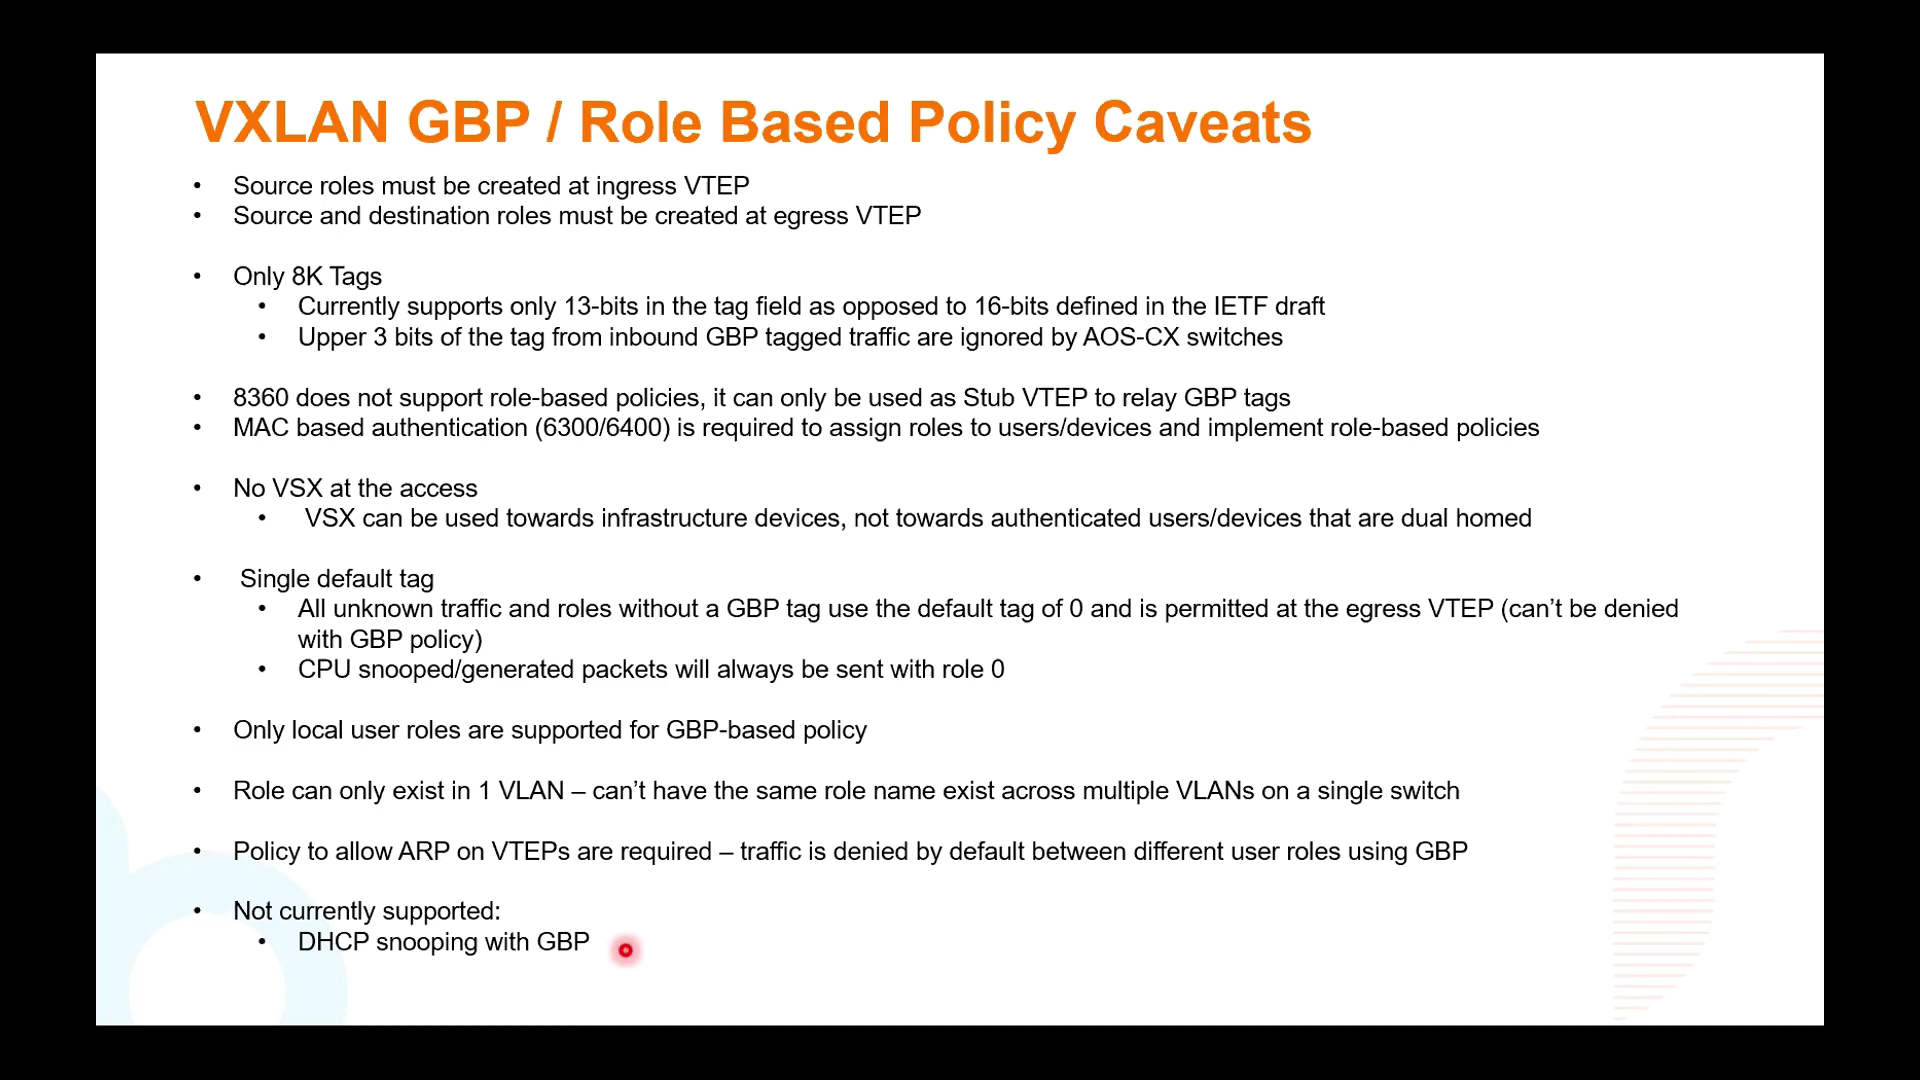 VXLAN GBP / Role Based Policy Caveats
• Source roles must be created at ingress VTEP
• Source and destination roles must be created at egress VTEP
• Only 8K Tags
• Currently supports only 13-bits in the tag field as opposed to 16-bits defined in the IETF draft
• Upper 3 bits of the tag from inbound GBP tagged traffic are ignored by AOS-CX switches
• 8360 does not support role-based policies, it can only be used as Stub VTEP to relay GBP tags
• MAC based authentication (6300/6400) is required to assign roles to users/devices and implement role-based policies
• No VSX at the access
• VSX can be used towards infrastructure devices, not towards authenticated users/devices that are dual homed
• Single default tag
• All unknown traffic and roles without a GBP tag use the default tag of 0 and is permitted at the egress VTEP (can’t be denied
with GBP policy)
• CPU snooped/generated packets will always be sent with role 0
• Only local user roles are supported for GBP-based policy
• Role can only exist in 1 VLAN – can’t have the same role name exist across multiple VLANs on a single switch
• Policy to allow ARP on VTEPs are required – traffic is denied by default between different user roles using GBP
• Not currently supported:
• DHCP snooping with GBP